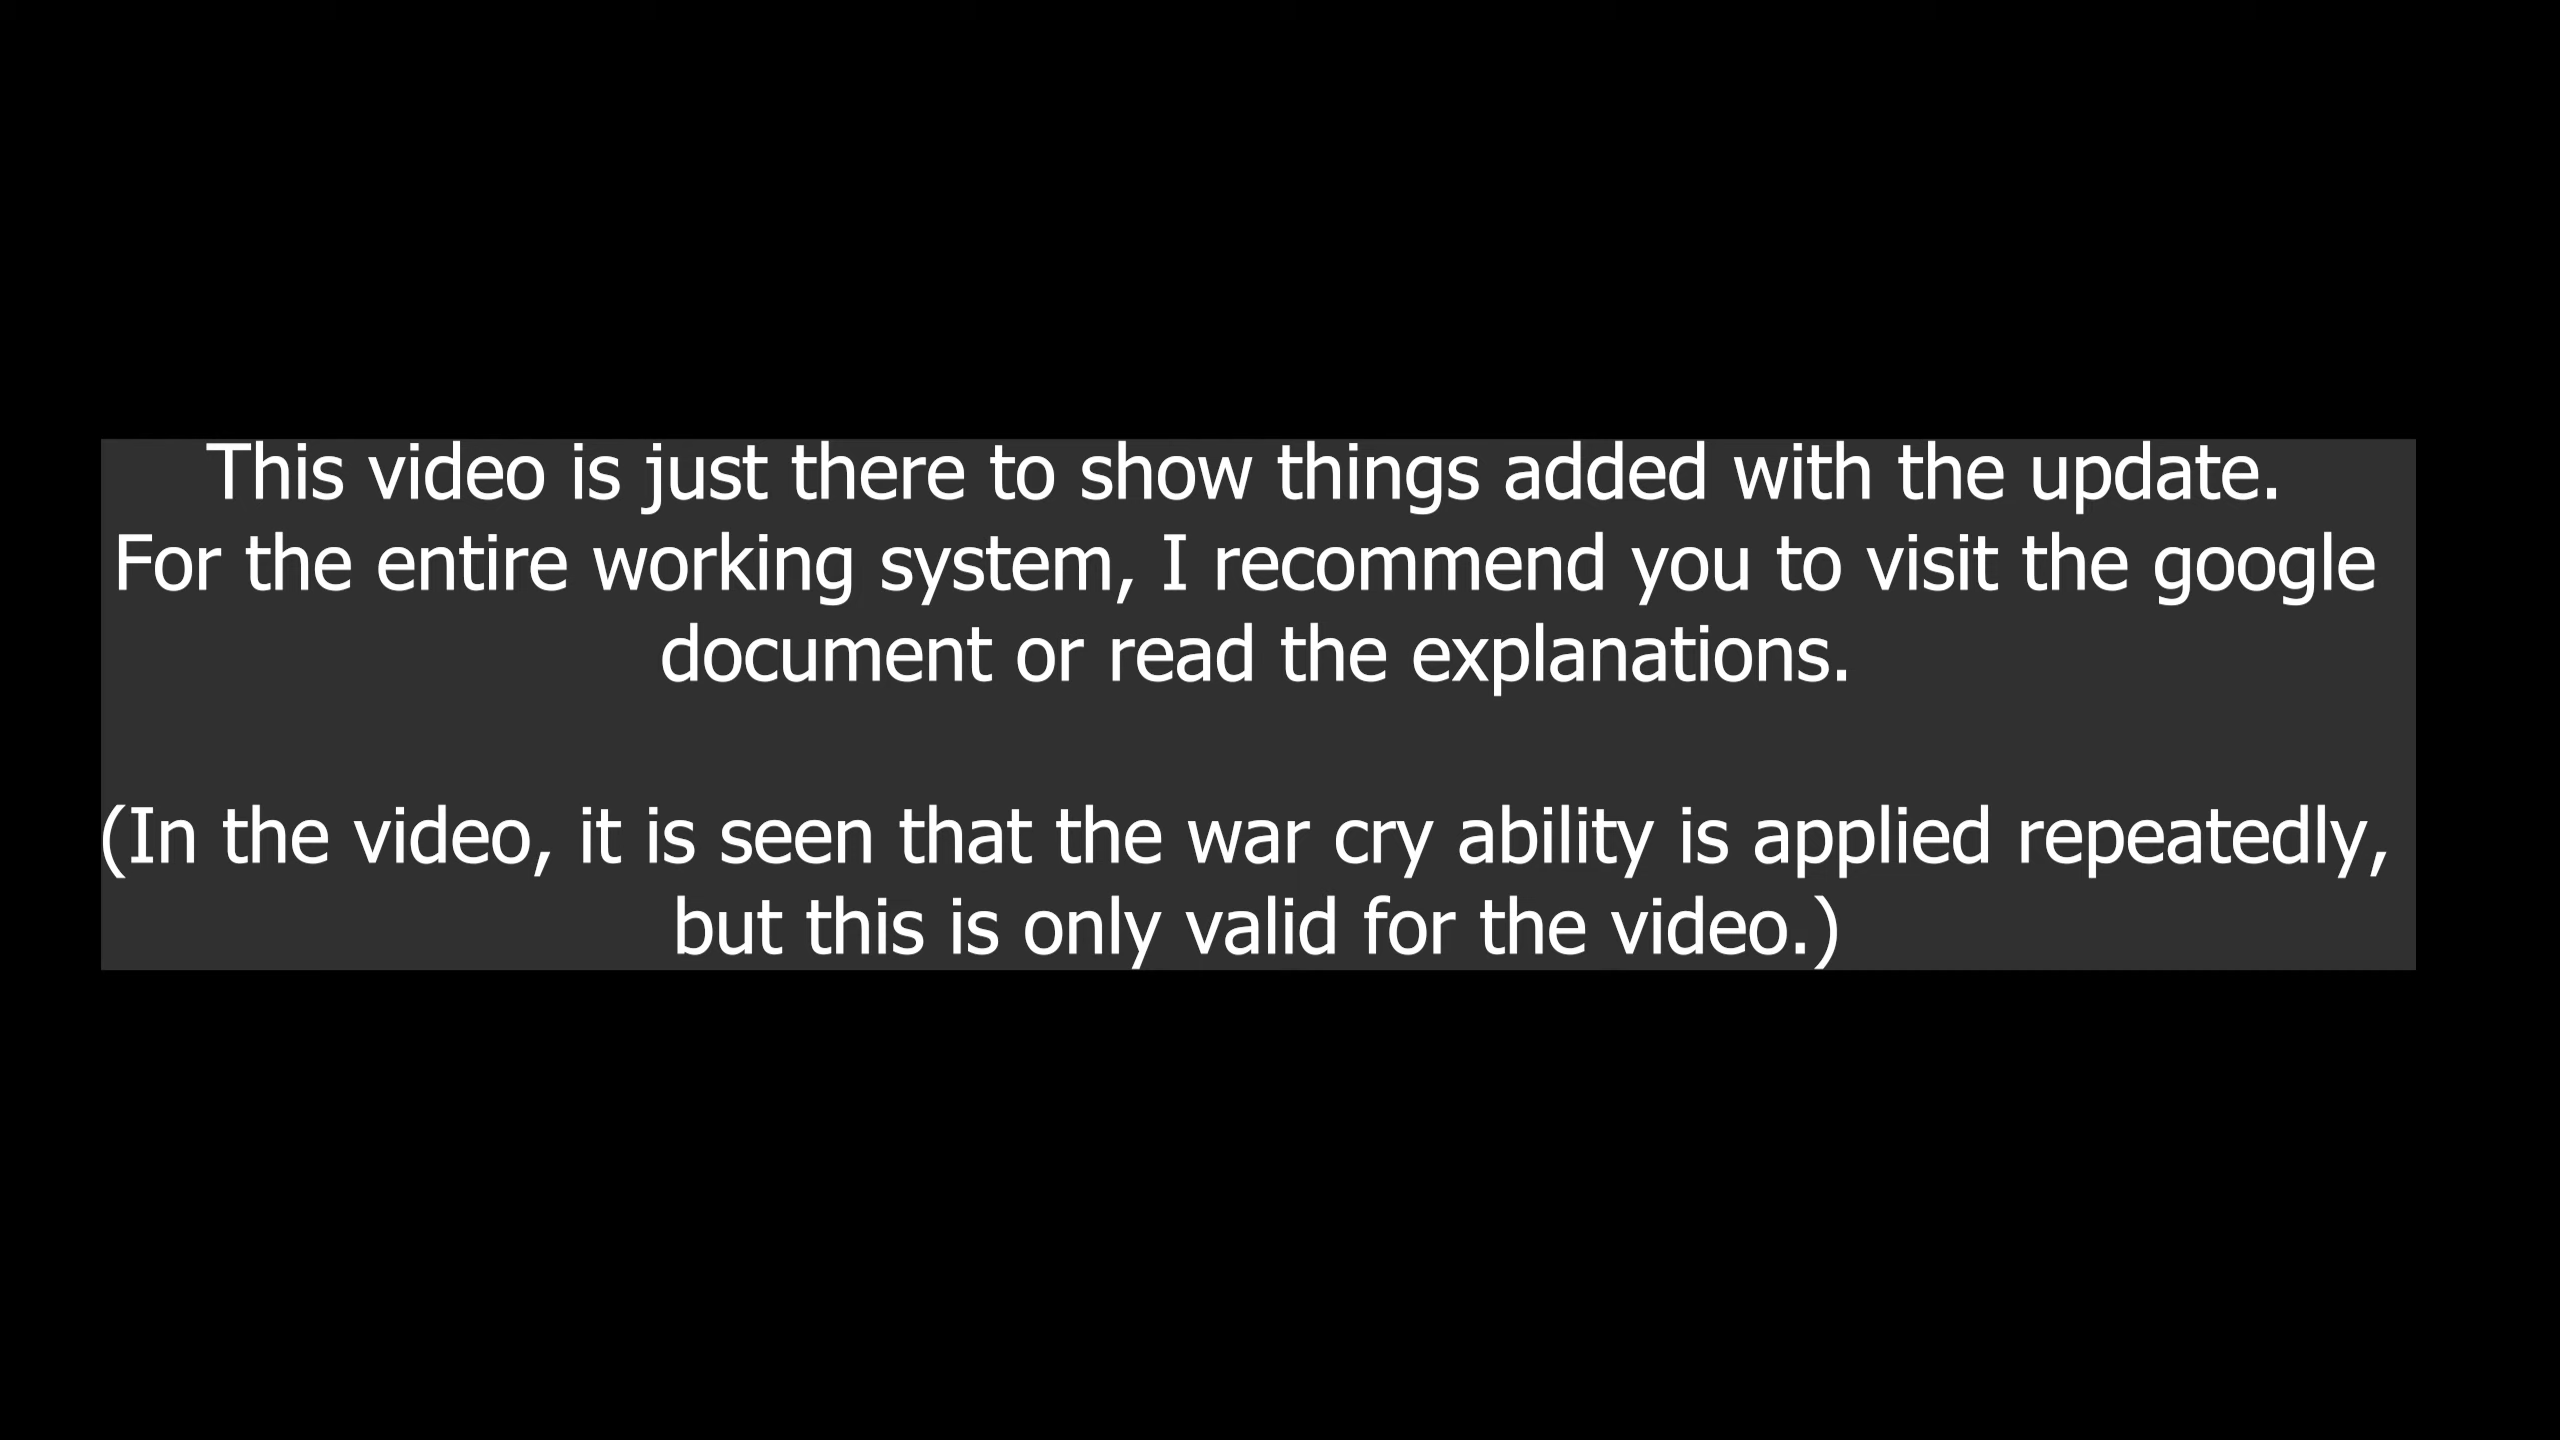 This video is just there to show things added with the update.
For the entire working system, I recommend you to visit the google
document or read the explanations.
(In the video, it is seen that the war cry ability is applied repeatedly,
but this is only valid for the video.)